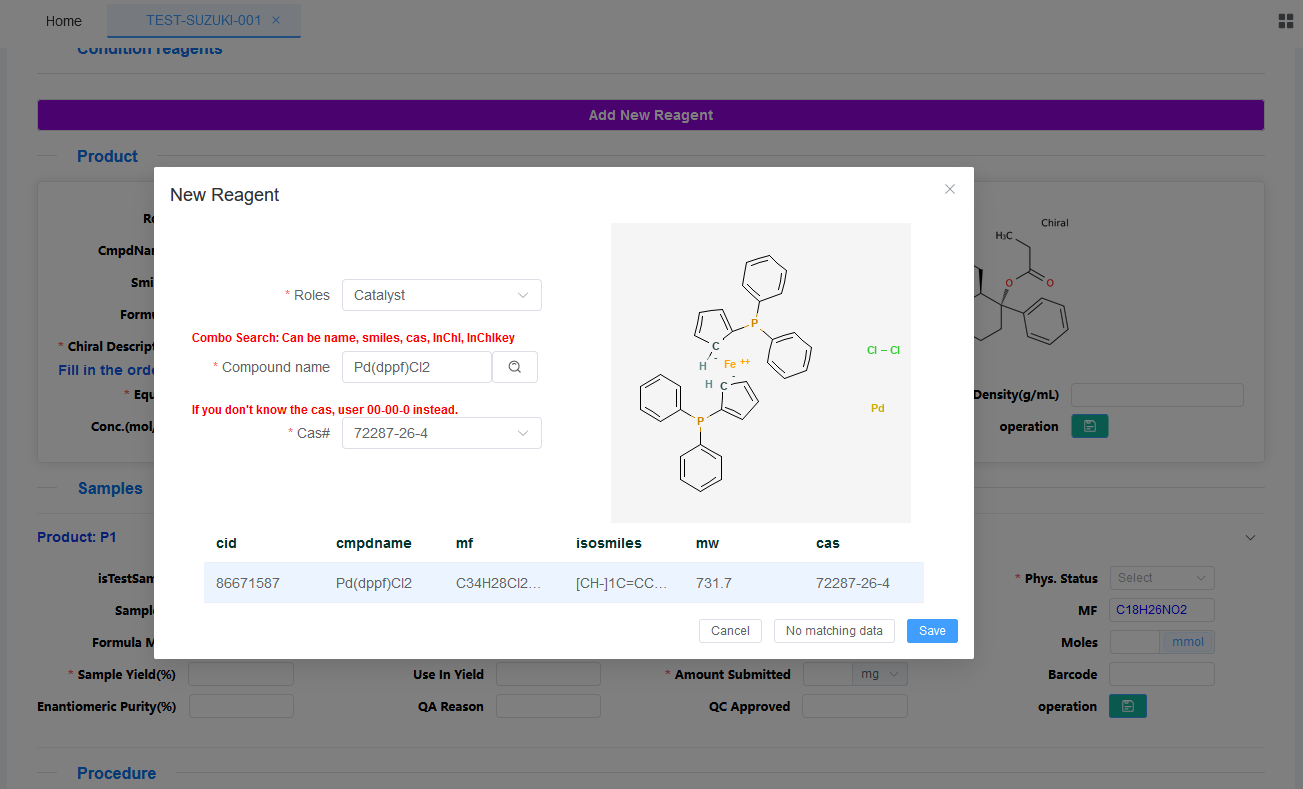 Home
TEST-SUZUKI-001 ×
Condition reagents
Add New Reagent
Product
CmpdNa
Smi
Formu
* Chiral Descript
Fill in the orde
* Equ
Conc.(mol/
Chiral
H₃C
O
O
Density(g/mL)
operation
New Reagent
* Roles Catalyst
Combo Search: Can be name, smiles, cas, InChI, InChIkey
* Compound name Pd(dppf)Cl2
If you don't know the cas, user 00-00-0 instead.
* Cas# 72287-26-4
P
C
-
H
Fe ++
-
H C
P
Cl – Cl
Pd
cid cmpdname mf isosmiles mw cas
86671587 Pd(dppf)Cl2 C34H28Cl2... [CH-]1C=CC... 731.7 72287-26-4
Cancel No matching data Save
Samples
Product: P1
isTestSam
Sample
Formula M
* Phys. Status Select
MF C18H26NO2
Moles mmol
* Sample Yield(%) Use In Yield * Amount Submitted mg Barcode
Enantiomeric Purity(%) QA Reason QC Approved operation
Procedure